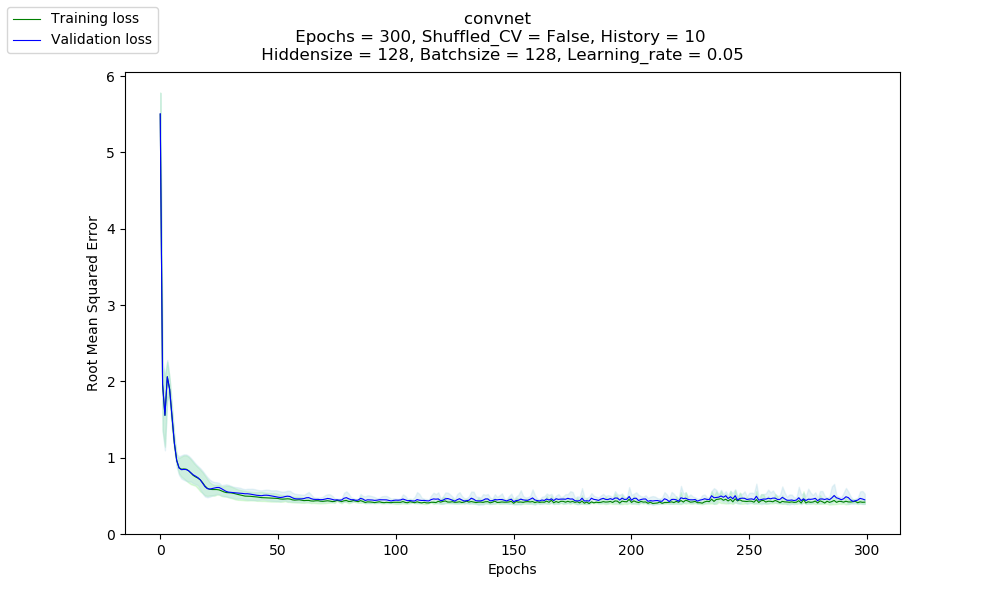 Training loss
Validation loss
convnet
Epochs = 300, Shuffled_CV = False, History = 10
Hiddensize = 128, Batchsize = 128, Learning_rate = 0.05
Root Mean Squared Error
6
5
4
3
2
1
0
0 50 100 150 200 250 300
Epochs